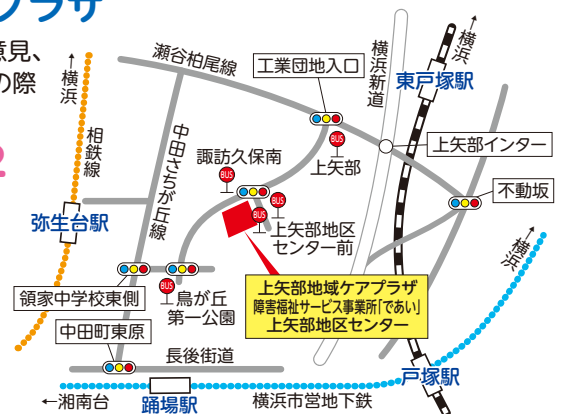 プラザ
意見、
の際
2
←横浜
相鉄線
弥生台駅
瀬谷柏尾線
中田さちが丘線
工業団地入口
横浜新道
←横浜
東戸塚駅
BUS
上矢部
上矢部インター
不動坂
諏訪久保南
BUS
BUS
BUS
上矢部地区
センター前
領家中学校東側
BUS
鳥が丘
第一公園
上矢部地域ケアプラザ
障害福祉サービス事業所「であい」
上矢部地区センター
←横浜
中田町東原
長後街道
戸塚駅
←湘南台
踊場駅
横浜市営地下鉄